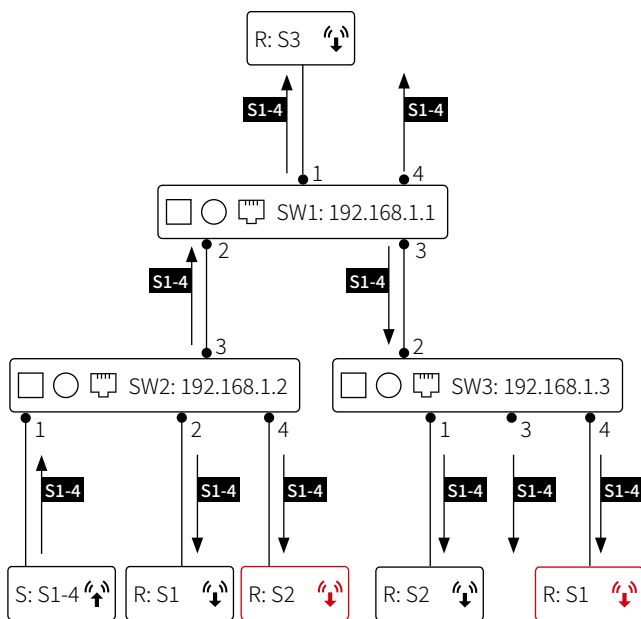 R: S3
S1-4 S1-4
1 4
SW1: 192.168.1.1
2 3
S1-4 S1-4
3 2
SW2: 192.168.1.2 SW3: 192.168.1.3
1 2 4 1 3 4
S1-4 S1-4 S1-4 S1-4 S1-4 S1-4
S: S1-4 R: S1 R: S2 R: S2 R: S1